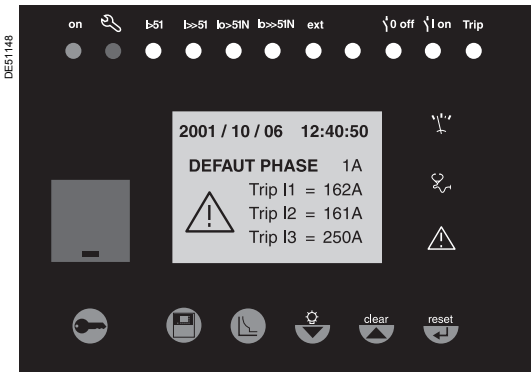 DE51148
on I>51 I>>51 Io>51N Io>>51N ext 0 off I on Trip
2001 / 10 / 06 12:40:50
DEFAUT PHASE 1A
Trip I1 = 162A
Trip I2 = 161A
Trip I3 = 250A
clear reset